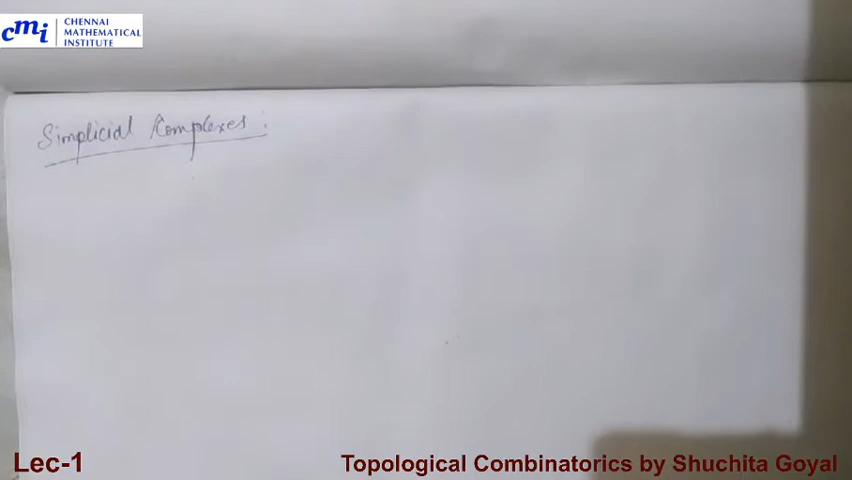 cmi CHENNAI
MATHEMATICAL
INSTITUTE
Simplicial Complexes :
Lec-1
Topological Combinatorics by Shuchita Goyal